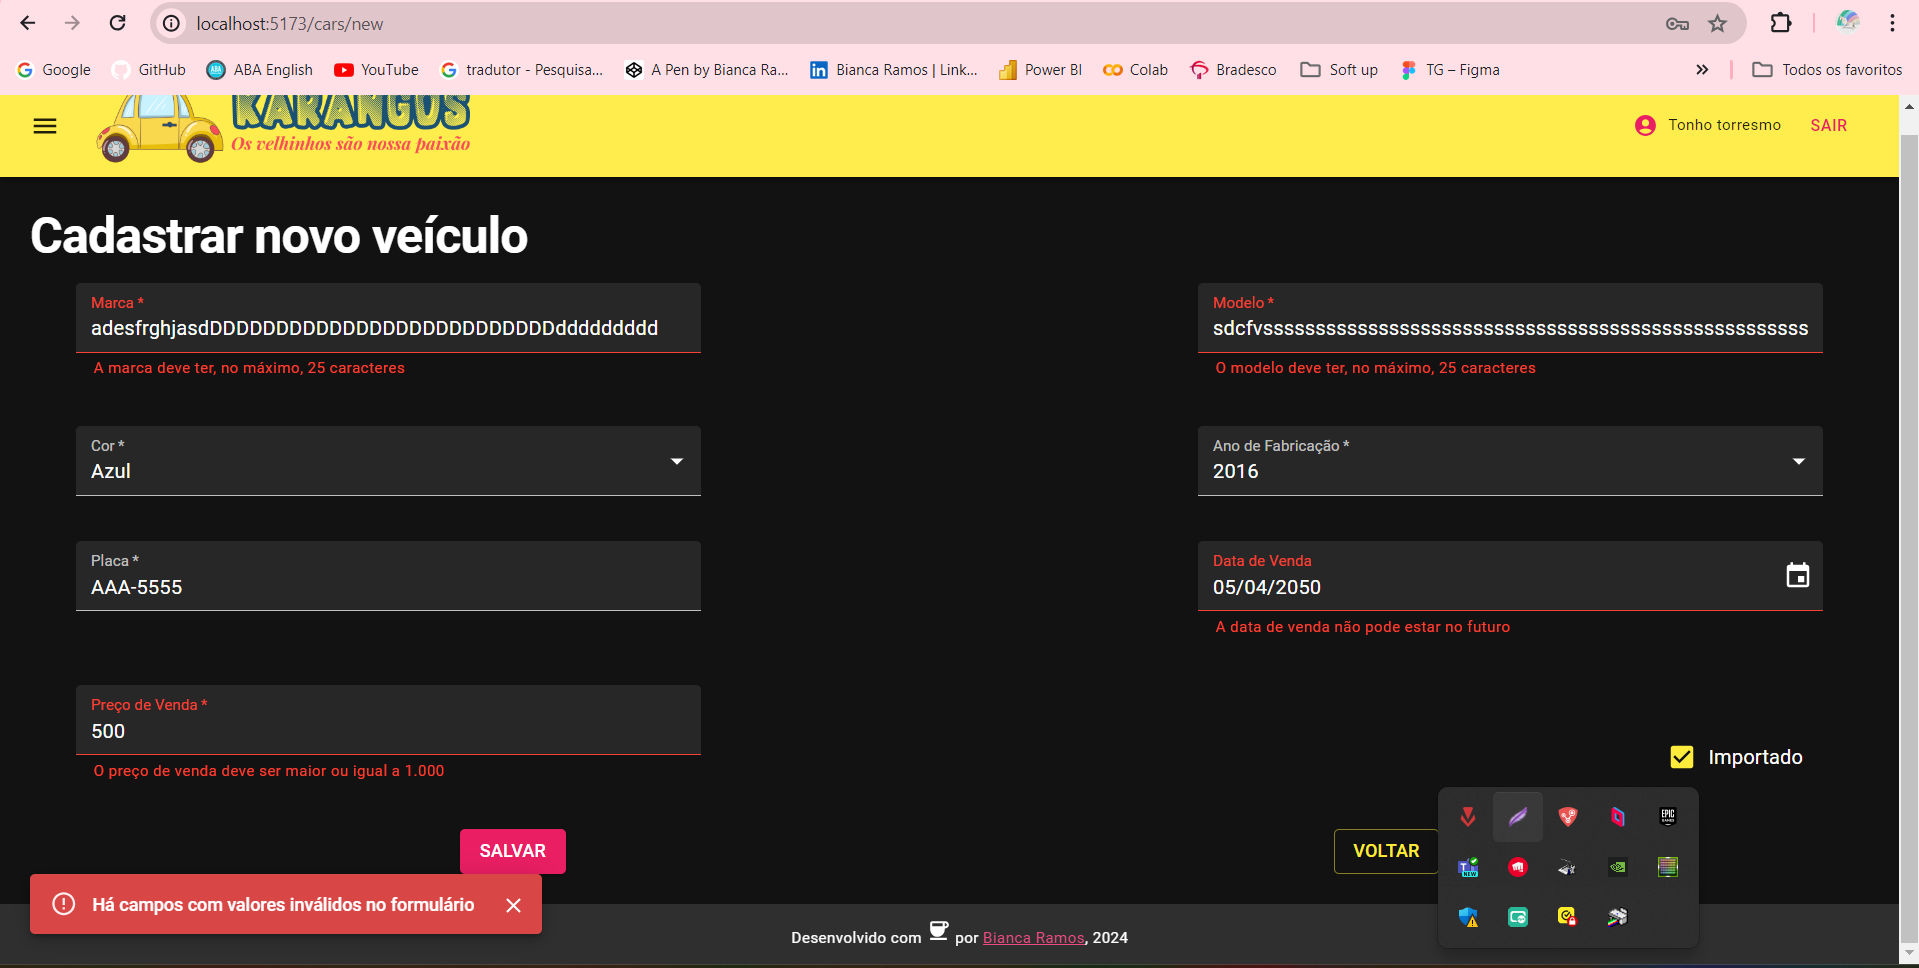 localhost:5173/cars/new
Google GitHub ABA English YouTube tradutor - Pesquisa... A Pen by Bianca Ra... Bianca Ramos | Link... Power BI Colab Bradesco Soft up TG – Figma » Todos os favoritos
KARANGOS
Os velhinhos são nossa paixão
Tonho torresmo SAIR
Cadastrar novo veículo
Marca *
adesfrghjasdDDDDDDDDDDDDDDDDDDDDDDDDDDddddddddd
A marca deve ter, no máximo, 25 caracteres
Modelo *
O modelo deve ter, no máximo, 25 caracteres
Cor *
Azul
Ano de Fabricação *
2016
Placa *
AAA-5555
Data de Venda
05/04/2050
A data de venda não pode estar no futuro
Preço de Venda *
500
O preço de venda deve ser maior ou igual a 1.000
Importado
SALVAR
VOLTAR
EPIC
GAMES
NEW
Há campos com valores inválidos no formulário
Desenvolvido com por Bianca Ramos, 2024